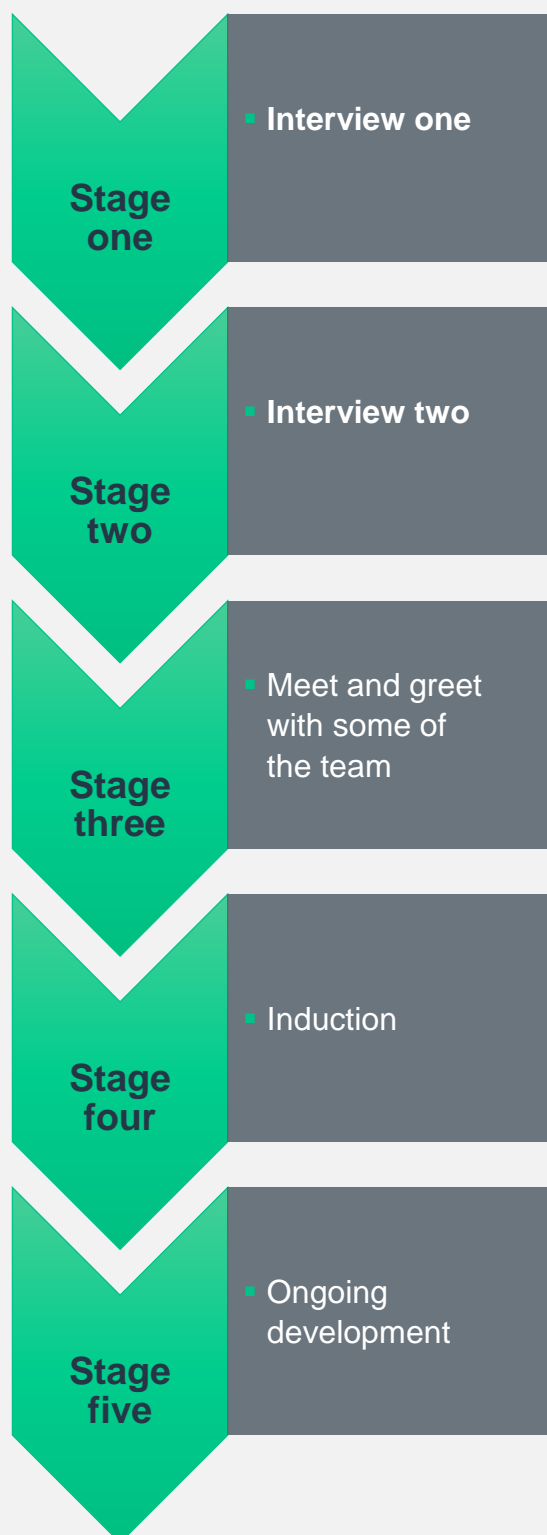 Stage
one
▪ Interview one
Stage
two
▪ Interview two
Stage
three
▪ Meet and greet
with some of
the team
Stage
four
▪ Induction
Stage
five
▪ Ongoing
development